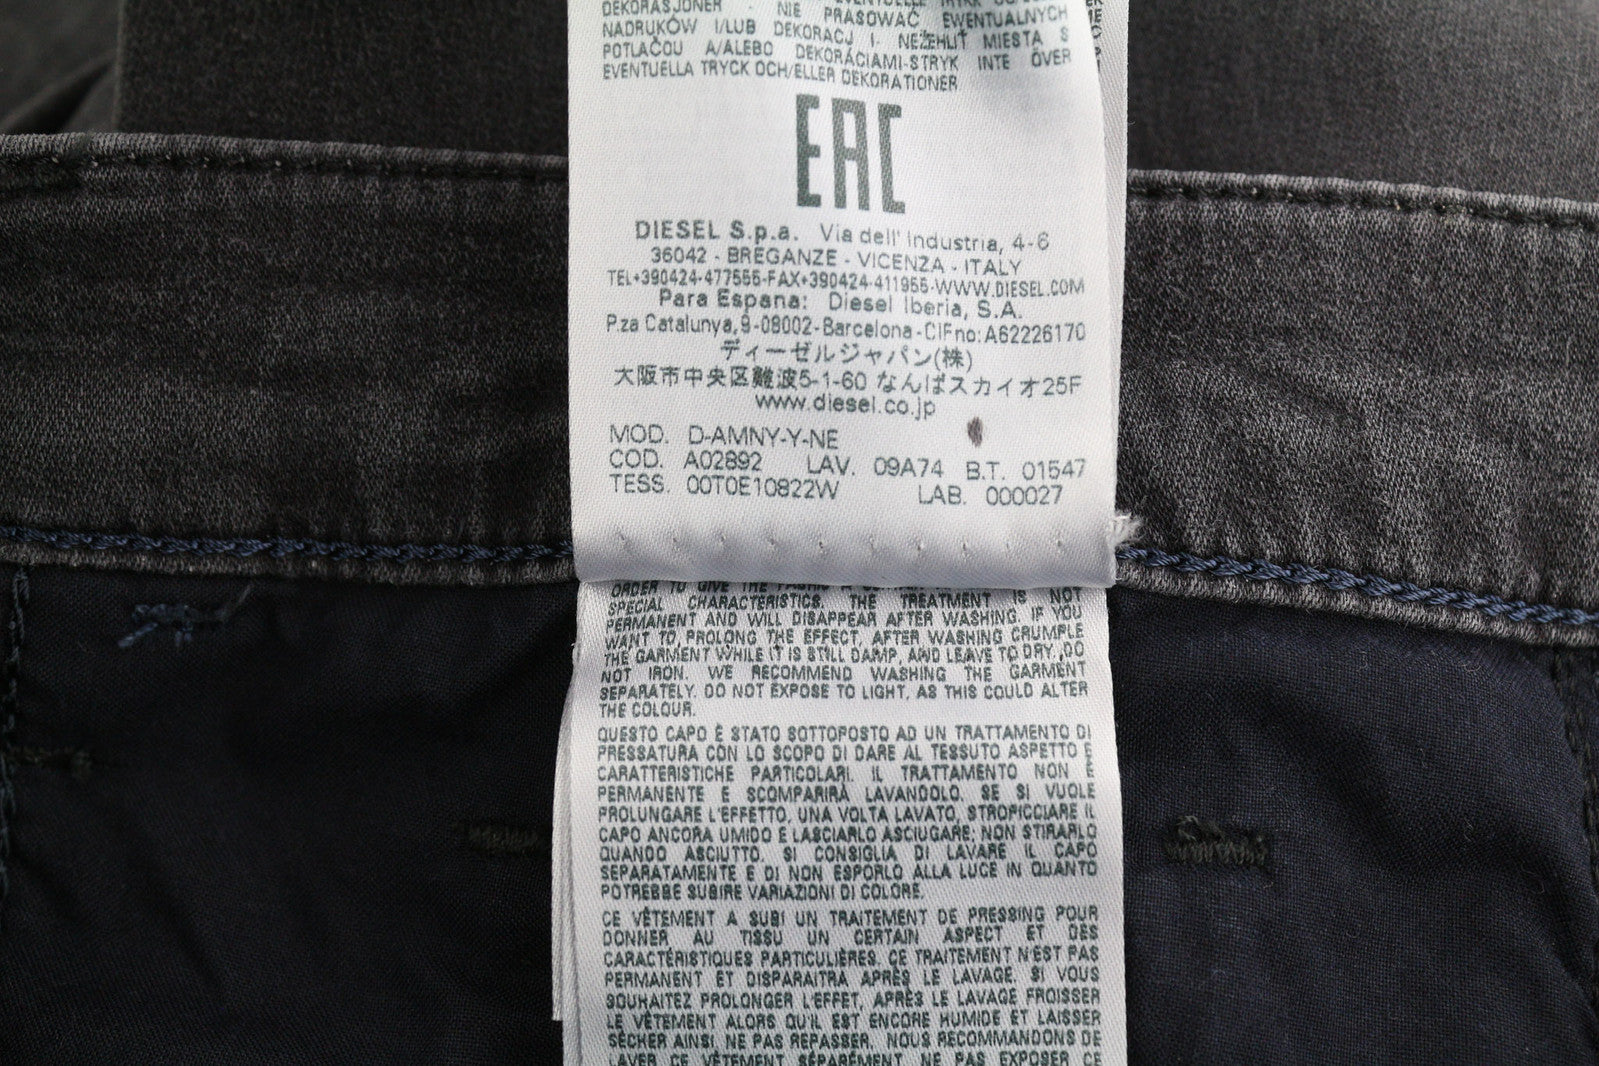 DEKORASJONER - NIE PRASOWAĆ EWENTUALNYCH
NADRUKÓW I/LUB DEKORACJ I- NEŽEHLIŤ MIESTA S
POTLAČOU A/ALEBO DEKORÁCIAMI-STRYK INTE ÖVER
EVENTUELLA TRYCK OCH/ELLER DEKORATIONER
EAC
DIESEL S.p.a. Via dell' Industria, 4-6
36042 - BREGANZE - VICENZA - ITALY
TEL+390424-477555-FAX+390424-411955-WWW.DIESEL.COM
Para Espana: Diesel Iberia, S.A.
P.za Catalunya,9-08002-Barcelona-CIFno:A62226170
ディーゼルジャパン(株)
大阪市中央区難波5-1-60 なんばスカイオ25F
www.diesel.co.jp
MOD. D-AMNY-Y-NE
COD. A02892 LAV. 09A74 B.T. 01547
TESS. 00T0E10822W LAB. 000027
ORDER TO GIVE THE
SPECIAL CHARACTERISTICS. THE TREATMENT IS NOT
PERMANENT AND WILL DISAPPEAR AFTER WASHING. IF YOU
WANT TO PROLONG THE EFFECT, AFTER WASHING CRUMPLE
THE GARMENT WHILE IT IS STILL DAMP, AND LEAVE TO DRY ,DO
NOT IRON. WE RECOMMEND WASHING THE GARMENT
SEPARATELY. DO NOT EXPOSE TO LIGHT, AS THIS COULD ALTER
THE COLOUR.
QUESTO CAPO È STATO SOTTOPOSTO AD UN TRATTAMENTO DI
PRESSATURA CON LO SCOPO DI DARE AL TESSUTO ASPETTO E
CARATTERISTICHE PARTICOLARI. IL TRATTAMENTO NON È
PERMANENTE E SCOMPARIRÀ LAVANDOLO. SE SI VUOLE
PROLUNGARE L'EFFETTO, UNA VOLTA LAVATO, STROPICCIARE IL
CAPO ANCORA UMIDO E LASCIARLO ASCIUGARE; NON STIRARLO
QUANDO ASCIUTTO. SI CONSIGLIA DI LAVARE IL CAPO
SEPARATAMENTE E DI NON ESPORLO ALLA LUCE IN QUANTO
POTREBBE SUBIRE VARIAZIONI DI COLORE.
CE VÊTEMENT A SUBI UN TRAITEMENT DE PRESSING POUR
DONNER AU TISSU UN CERTAIN ASPECT ET DES
CARACTÉRISTIQUES PARTICULIÈRES. CE TRAITEMENT N'EST PAS
PERMANENT ET DISPARAITRA APRÈS LE LAVAGE. SI VOUS
SOUHAITEZ PROLONGER L'EFFET, APRÈS LE LAVAGE FROISSER
LE VÊTEMENT ALORS QU'IL EST ENCORE HUMIDE ET LAISSER
SÉCHER AINSI, NE PAS REPASSER. NOUS RECOMMANDONS DE
LAVER CE VÊTEMENT SÉPARÉMENT, NE PAS EXPOSER CE